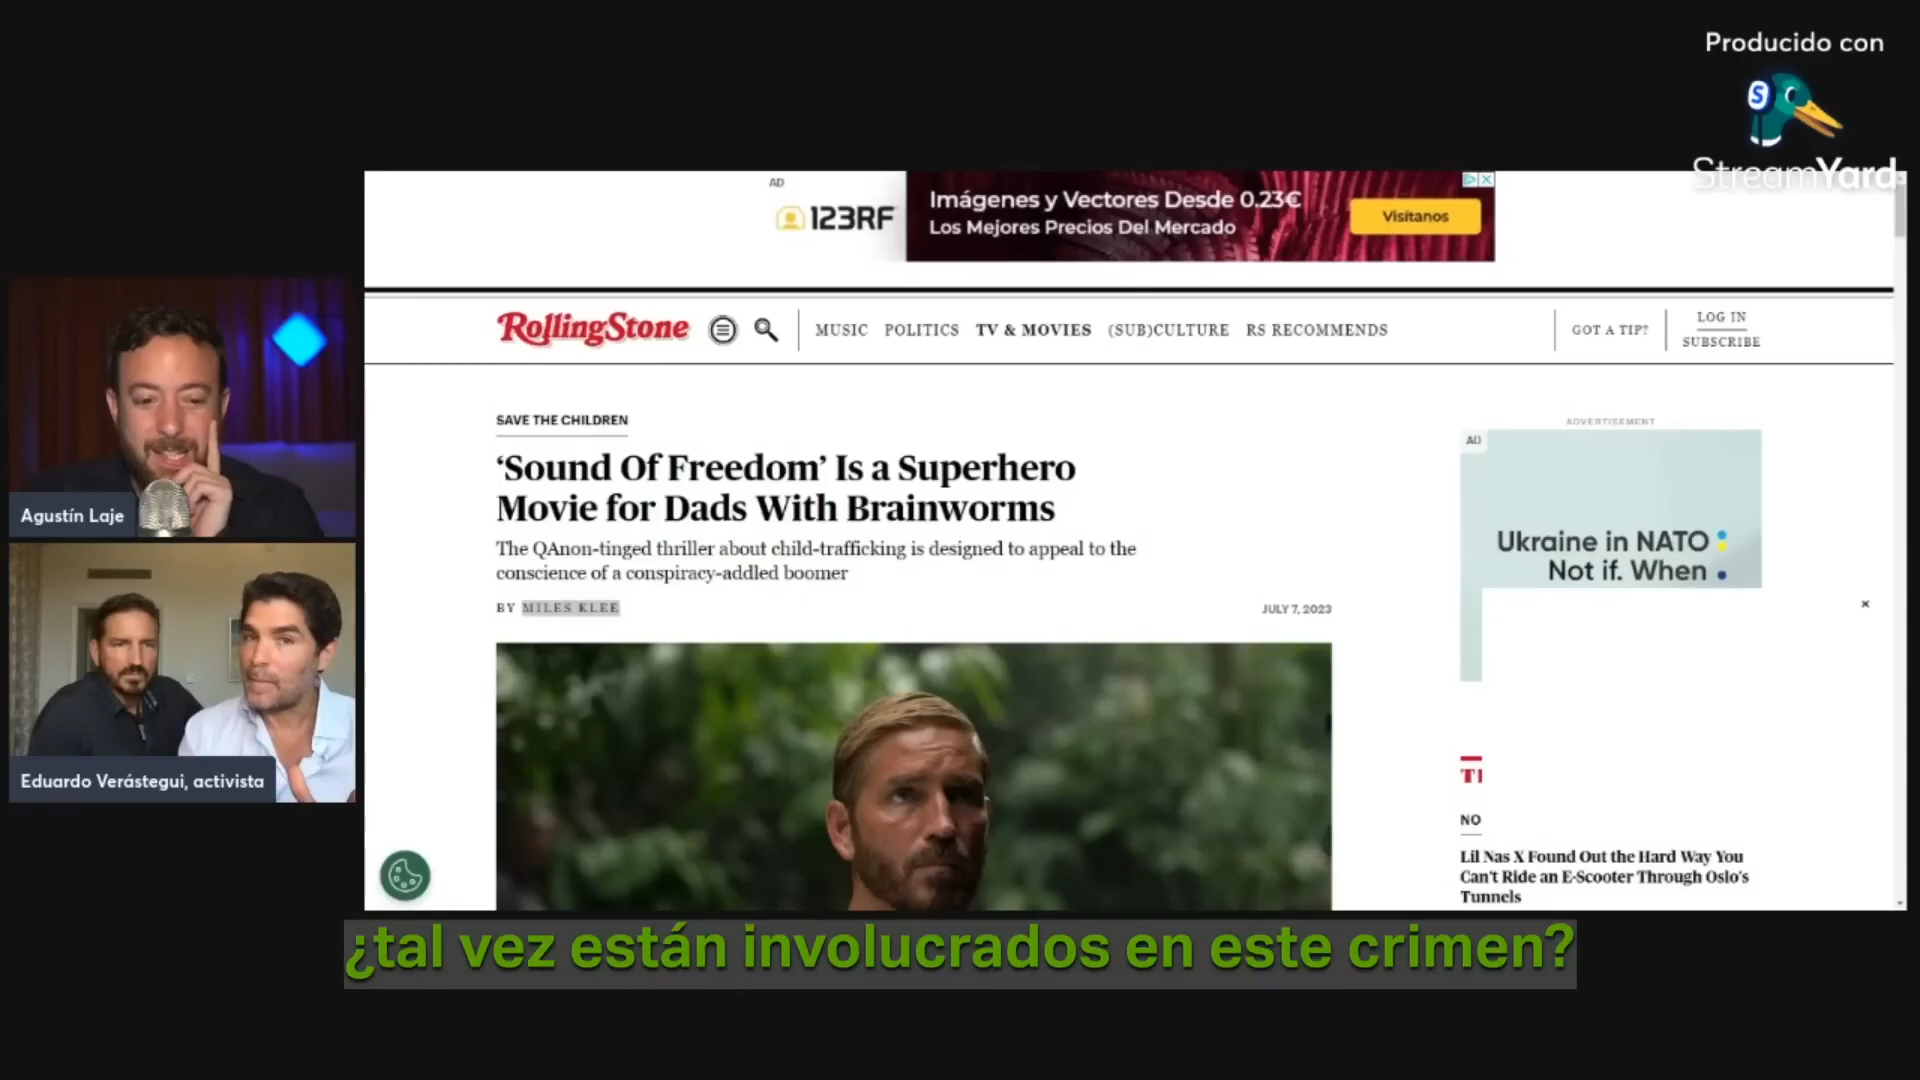 Producido con
StreamYard
AD
123RF
Imágenes y Vectores Desde 0.23€
Los Mejores Precios Del Mercado
Visítanos
RollingStone
MUSIC POLITICS TV & MOVIES (SUB)CULTURE RS RECOMMENDS
GOT A TIP?
LOG IN
SUBSCRIBE
SAVE THE CHILDREN
‘Sound Of Freedom’ Is a Superhero
Movie for Dads With Brainworms
The QAnon-tinged thriller about child-trafficking is designed to appeal to the
conscience of a conspiracy-addled boomer
BY MILES KLEE
JULY 7, 2023
ADVERTISEMENT
AD
Ukraine in NATO
Not if. When
NO
Lil Nas X Found Out the Hard Way You
Can't Ride an E-Scooter Through Oslo's
Tunnels
Agustín Laje
Eduardo Verástegui, activista
¿tal vez están involucrados en este crimen?